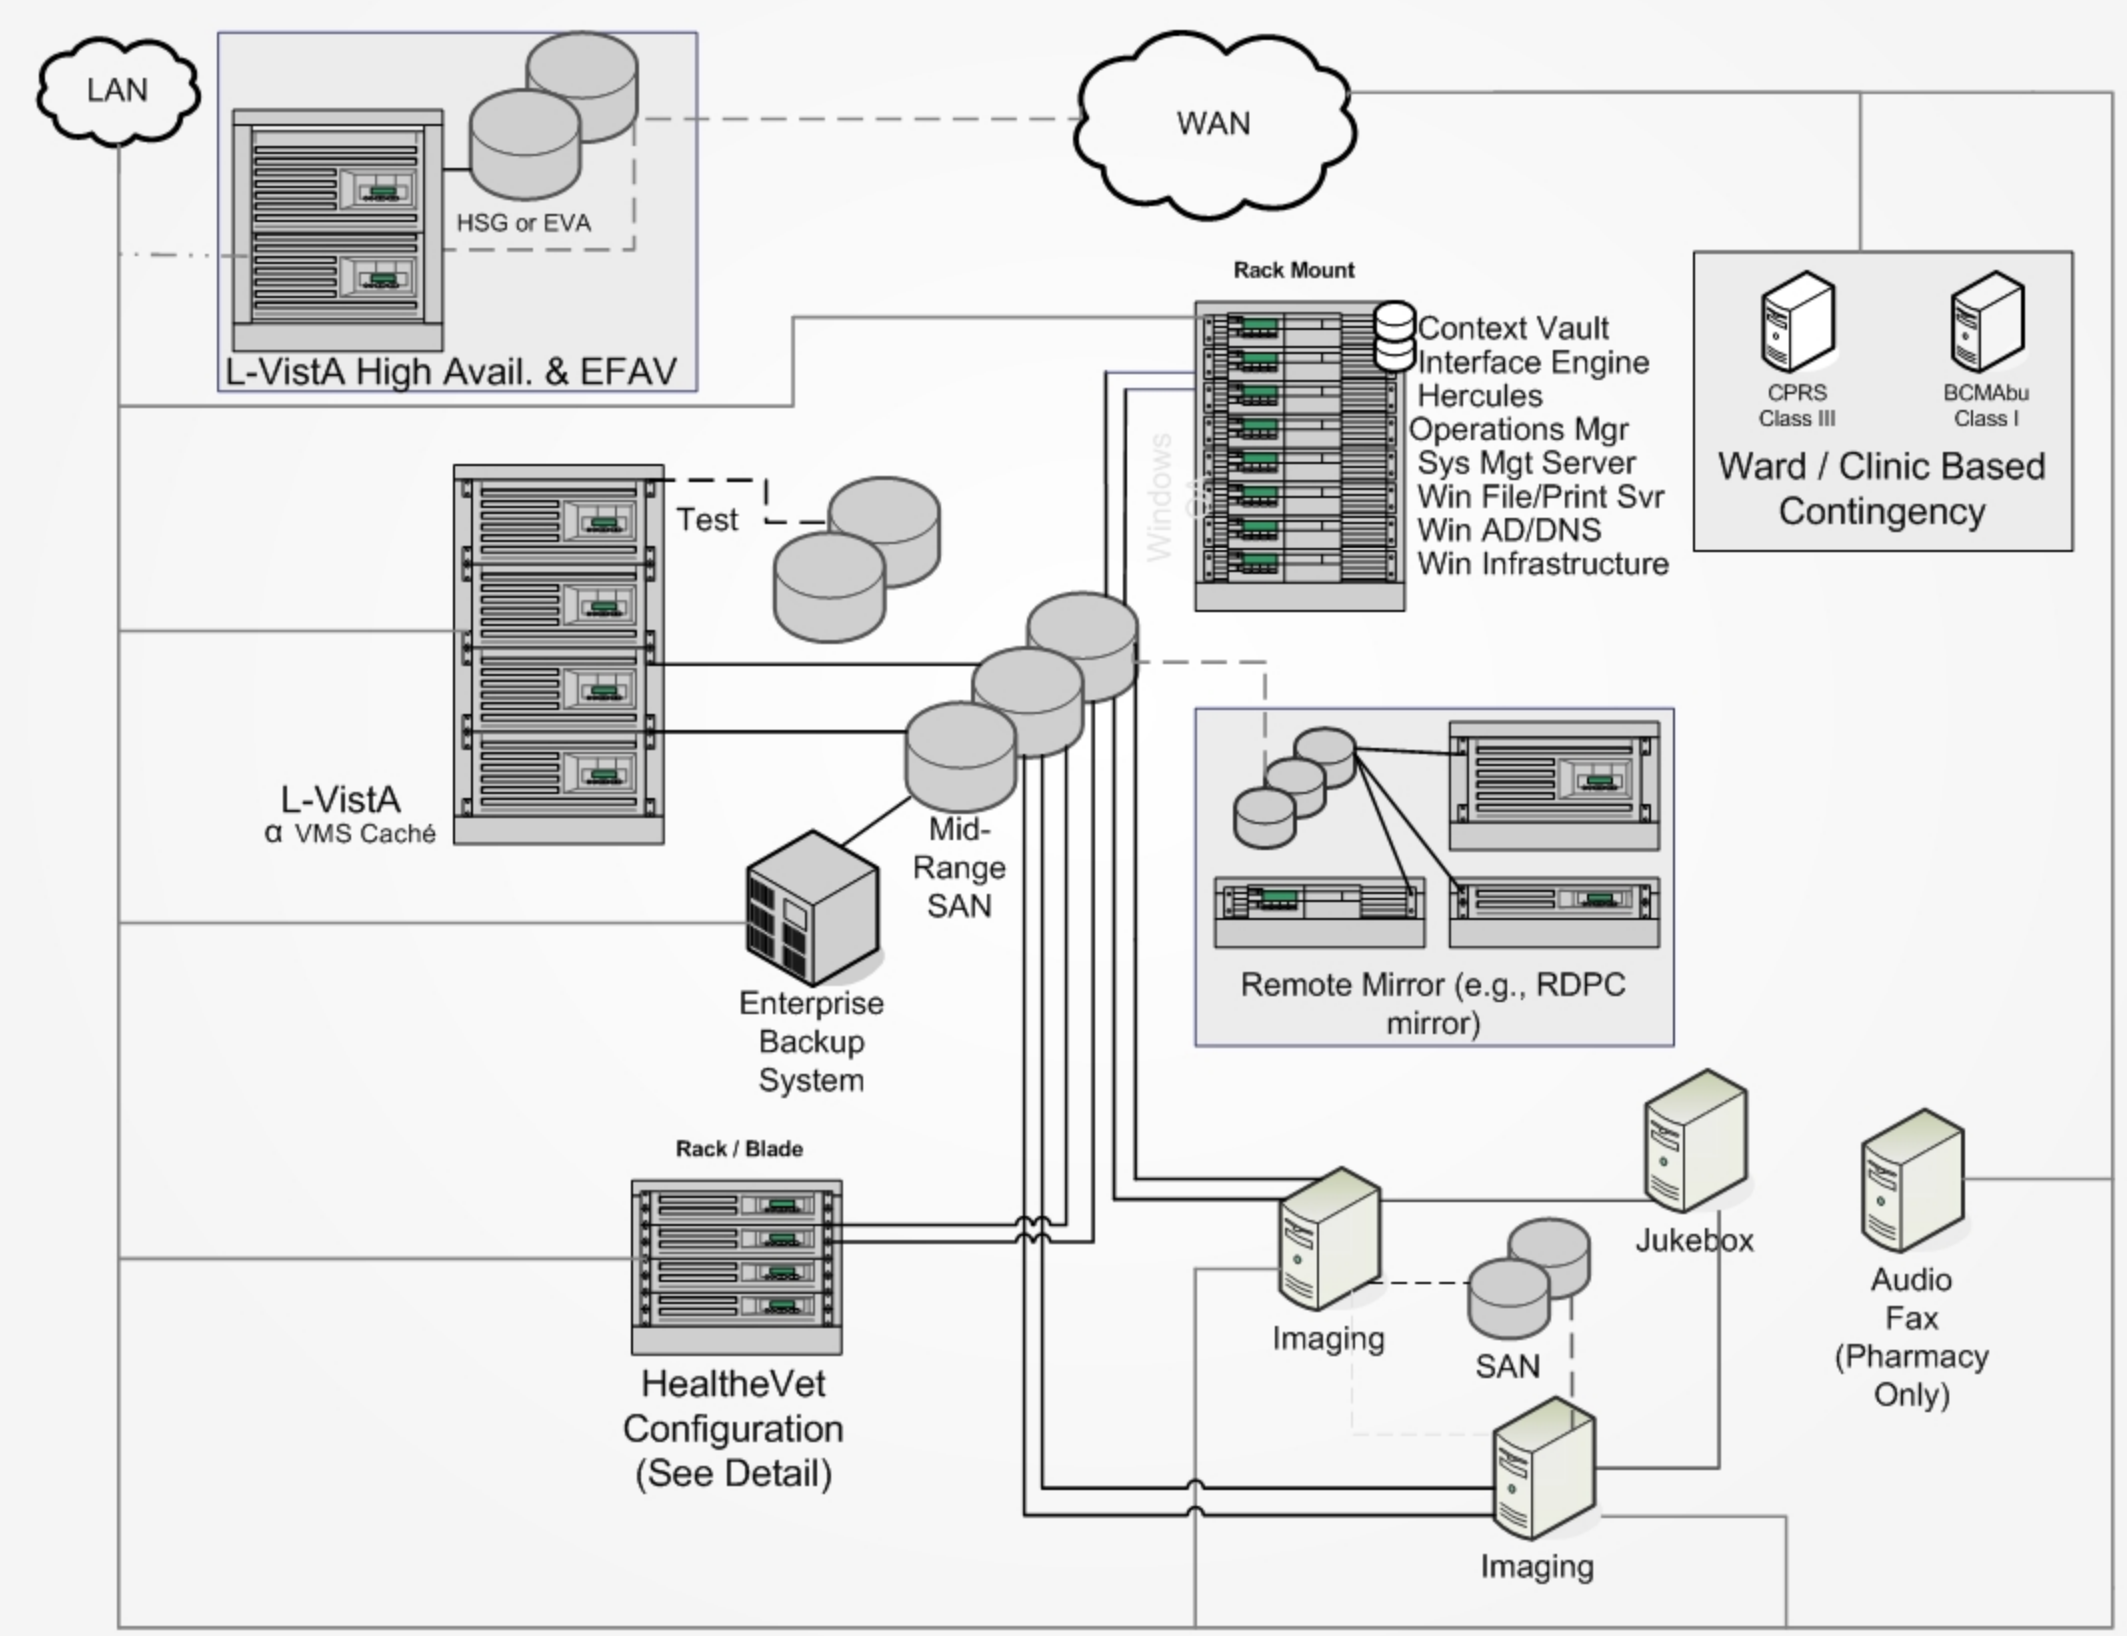 LAN
WAN
HSG or EVA
L-VistA High Avail. & EFAV
Rack Mount
Context Vault
Interface Engine
Hercules
Operations Mgr
Sys Mgt Server
Win File/Print Svr
Win AD/DNS
Win Infrastructure
Windows
CPRS
Class III
BCMAbu
Class I
Ward / Clinic Based
Contingency
Test
L-VistA
α VMS Caché
Mid-
Range
SAN
Enterprise
Backup
System
Remote Mirror (e.g., RDPC
mirror)
Rack / Blade
HealtheVet
Configuration
(See Detail)
Imaging
SAN
Jukebox
Audio
Fax
(Pharmacy
Only)
Imaging